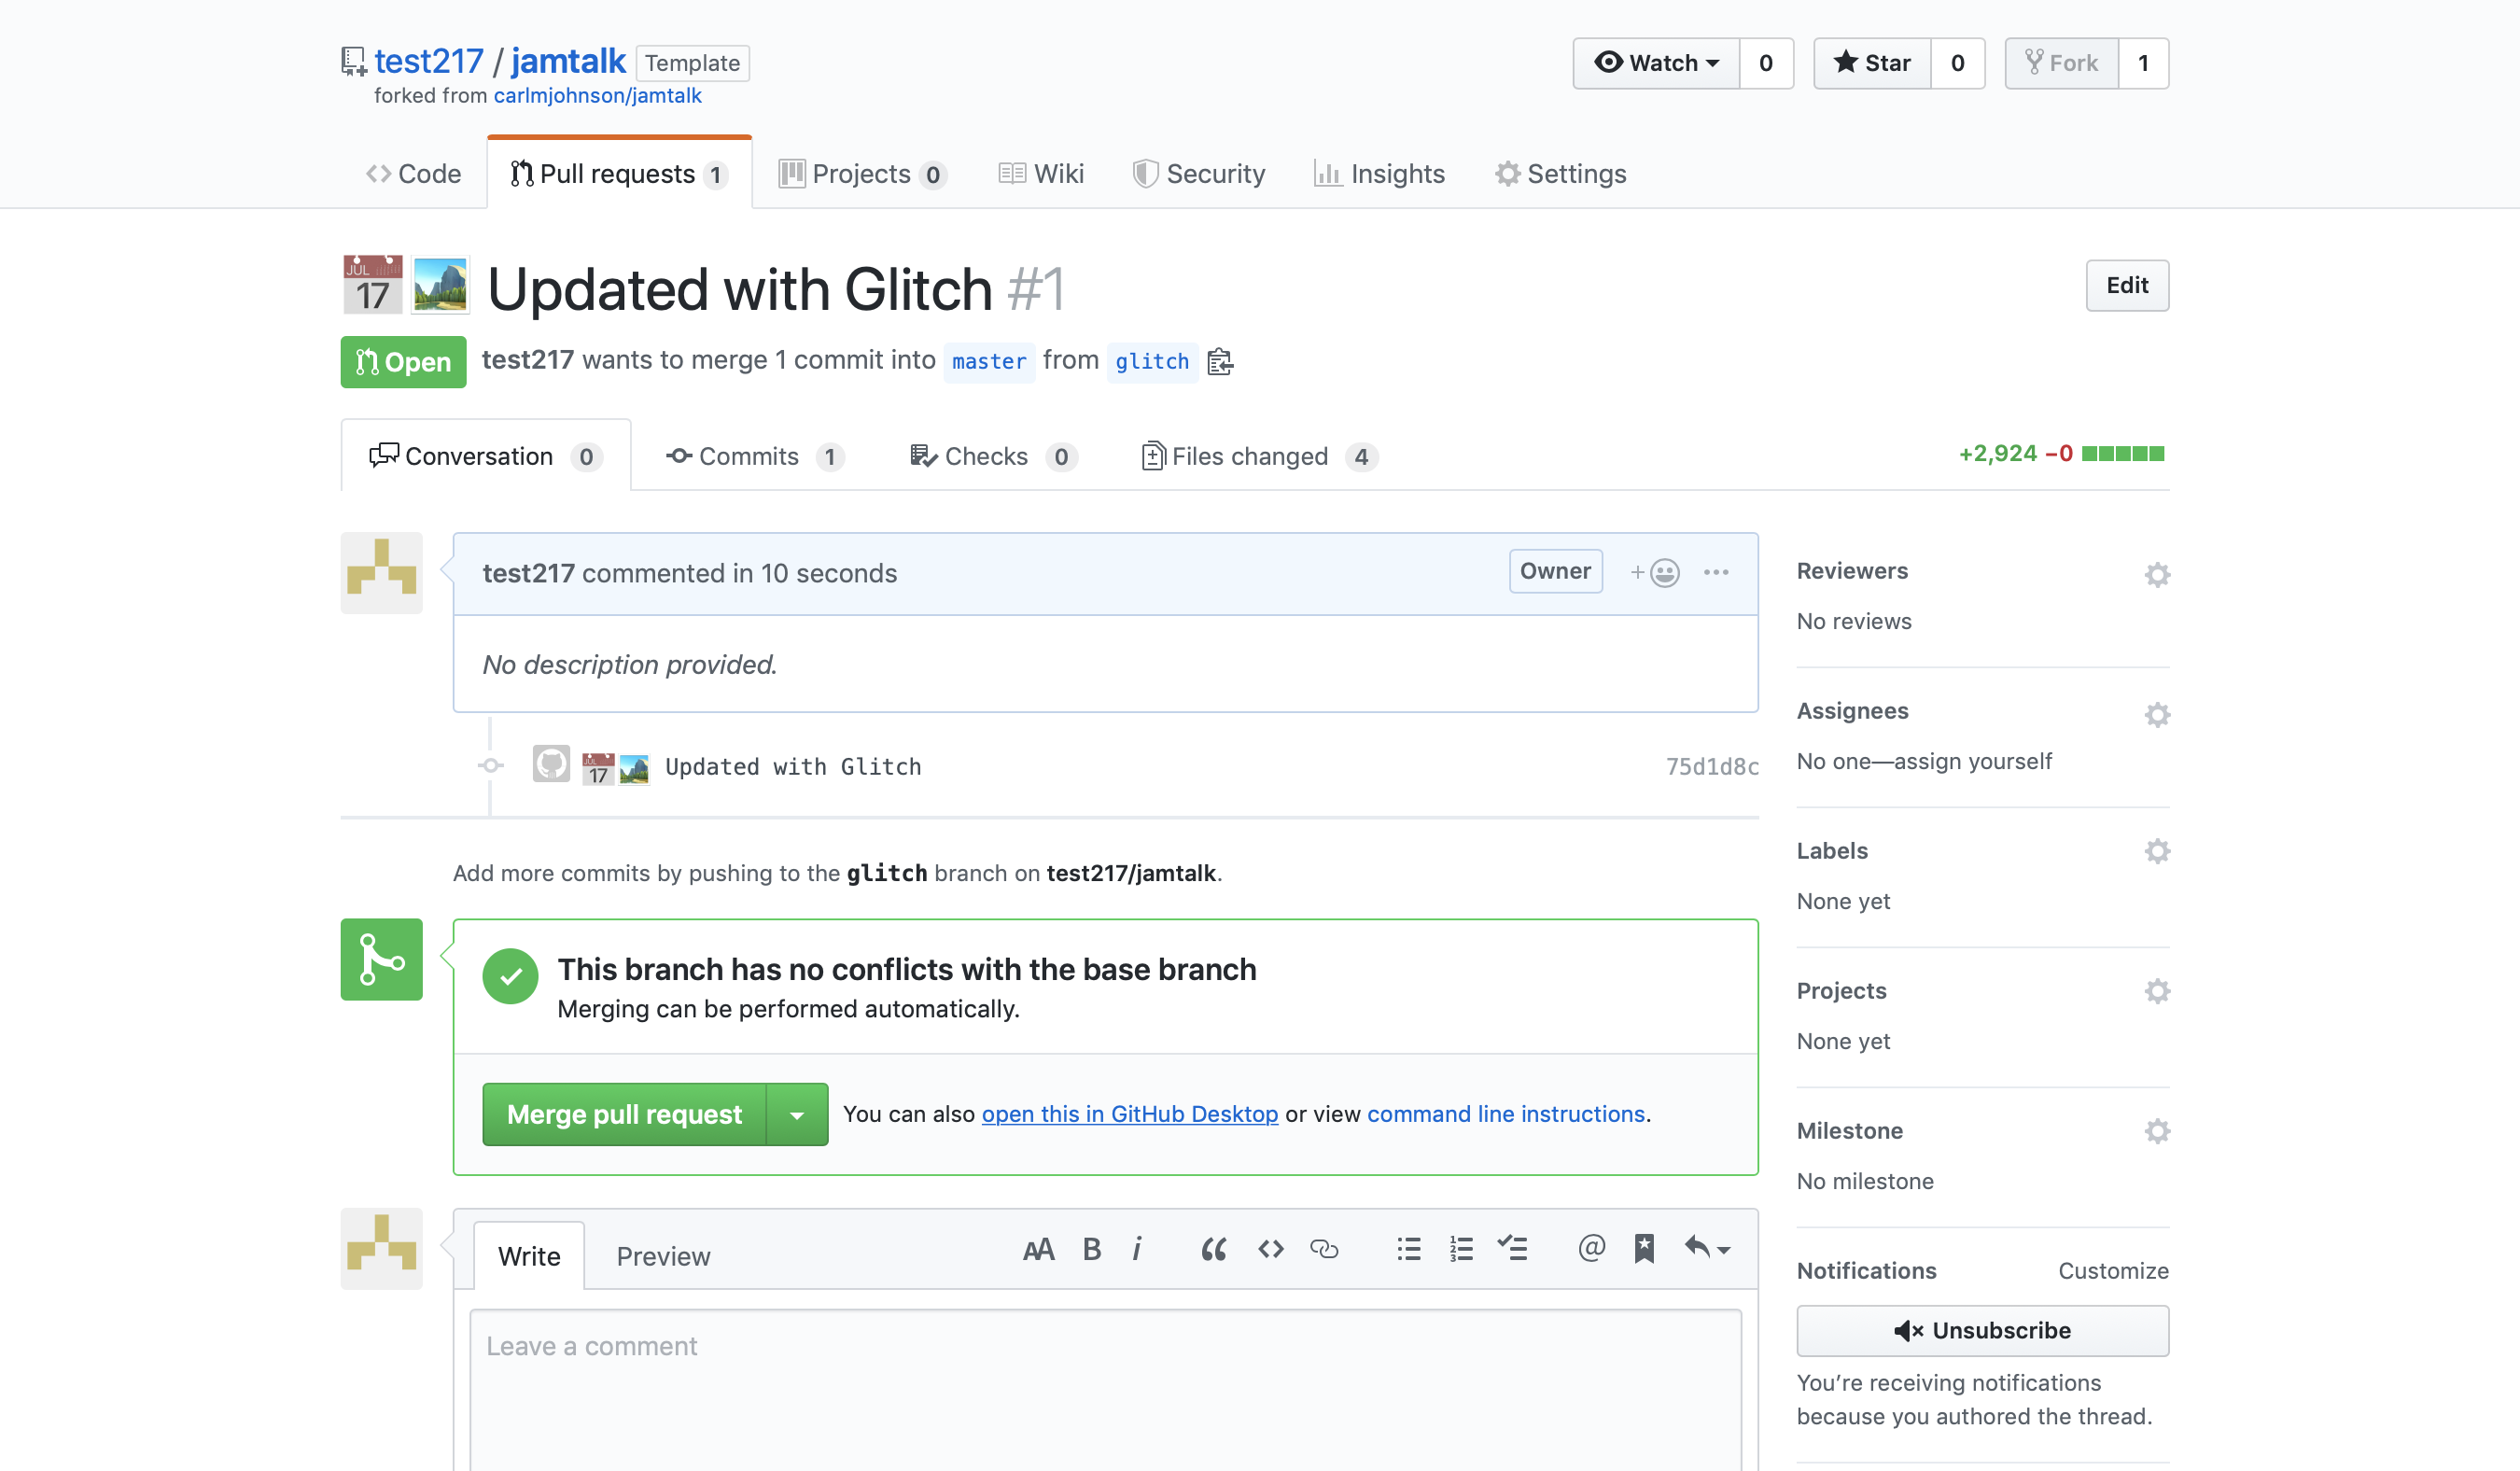 test217 / jamtalk Template
forked from carlmjohnson/jamtalk
Watch 0 Star 0 Fork 1
Code Pull requests 1 Projects 0 Wiki Security Insights Settings
JUL 17 Updated with Glitch #1
Edit
Open test217 wants to merge 1 commit into master from glitch
Conversation 0 Commits 1 Checks 0 Files changed 4
+2,924 −0
test217 commented in 10 seconds
Owner
No description provided.
JUL 17 Updated with Glitch 75d1d8c
Add more commits by pushing to the glitch branch on test217/jamtalk.
This branch has no conflicts with the base branch
Merging can be performed automatically.
Merge pull request You can also open this in GitHub Desktop or view command line instructions.
Write Preview
Leave a comment
Reviewers
No reviews
Assignees
No one—assign yourself
Labels
None yet
Projects
None yet
Milestone
No milestone
Notifications Customize
Unsubscribe
You’re receiving notifications
because you authored the thread.